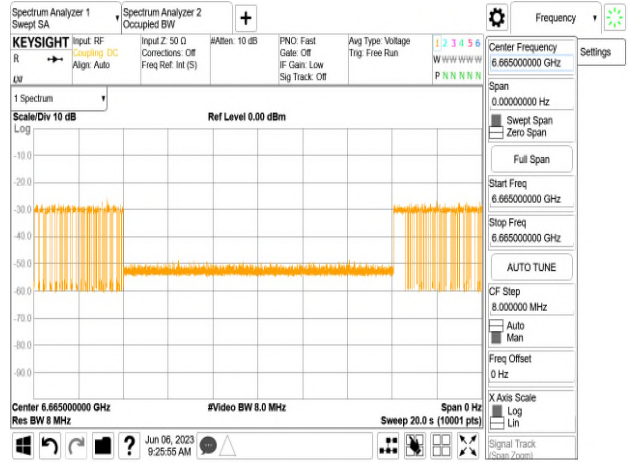 Spectrum Analyzer 1
Swept SA
Spectrum Analyzer 2
Occupied BW
+
Frequency
KEYSIGHT
R
Input: RF
Coupling: DC
Align: Auto
Input Z: 50 Ω
Corrections: Off
Freq Ref: Int (S)
#Atten: 10 dB
PNO: Fast
Gate: Off
IF Gain: Low
Sig Track: Off
Avg Type: Voltage
Trig: Free Run
1 2 3 4 5 6
W W W W W W
P N N N N N
Center Frequency
6.665000000 GHz
Settings
Span
0.00000000 Hz
Swept Span
Zero Span
Full Span
Start Freq
6.665000000 GHz
Stop Freq
6.665000000 GHz
AUTO TUNE
CF Step
8.000000 MHz
Auto
Man
Freq Offset
0 Hz
X Axis Scale
Log
Lin
Signal Track
(Span Zoom)
1 Spectrum
Scale/Div 10 dB
Ref Level 0.00 dBm
Log
-10.0
-20.0
-30.0
-40.0
-50.0
-60.0
-70.0
-80.0
-90.0
Center 6.665000000 GHz
#Video BW 8.0 MHz
Span 0 Hz
Res BW 8 MHz
Sweep 20.0 s (10001 pts)
?
Jun 06, 2023
9:25:55 AM